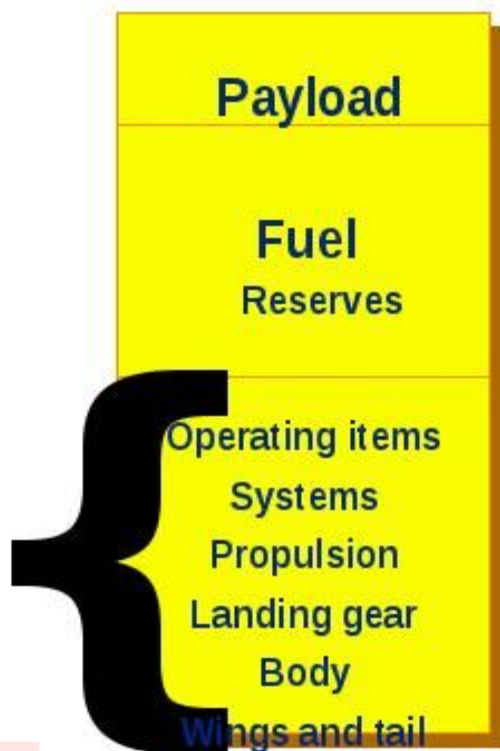 Payload
Fuel
Reserves
Operating items
Systems
Propulsion
Landing gear
Body
Wings and tail